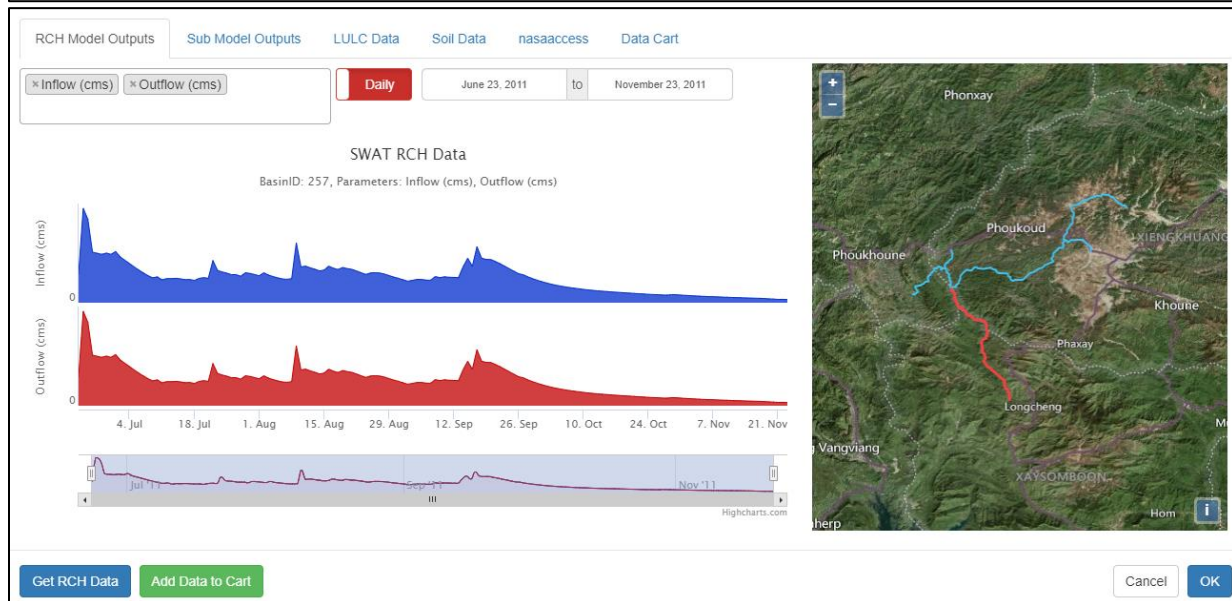 RCH Model Outputs Sub Model Outputs LULC Data Soil Data nasaaccess Data Cart
×Inflow (cms) ×Outflow (cms) Daily June 23, 2011 to November 23, 2011
SWAT RCH Data
BasinID: 257, Parameters: Inflow (cms), Outflow (cms)
Inflow (cms)
0
Outflow (cms)
0
4. Jul 18. Jul 1. Aug 15. Aug 29. Aug 12. Sep 26. Sep 10. Oct 24. Oct 7. Nov 21. Nov
Jul '11 Sep '11 Nov '11
Highcharts.com
+
−
Phonxay
Phoukoud
XIENGKHUANG
Phoukhoune
Khoune
Phaxay
Longcheng
Vangviang
XAYSOMBOON
Hom
i
Get RCH Data Add Data to Cart Cancel OK